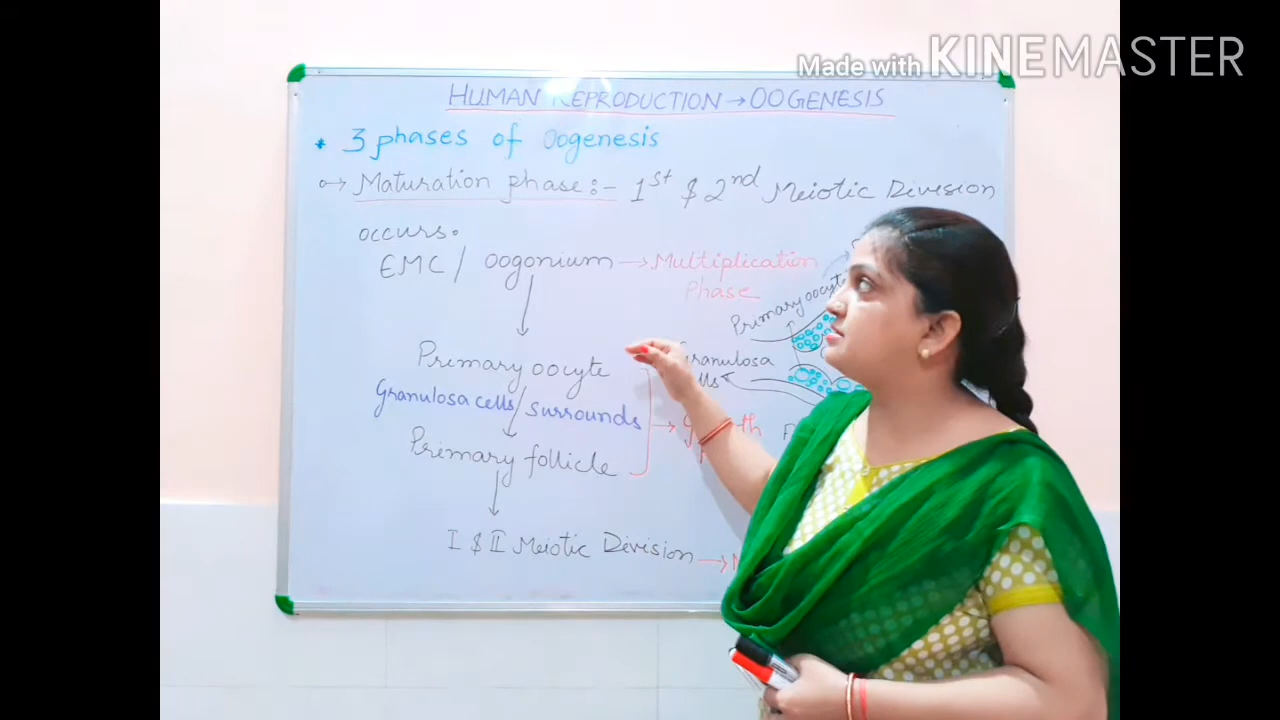 Made with KINEMASTER
HUMAN REPRODUCTION → OOGENESIS
* 3 phases of Oogenesis
→ Maturation phase:- 1st & 2nd Meiotic Division
occurs.
EMC / oogonium → Multiplication
Phase
Primary oocyte
Primary oocyte
Granulosa
Granulosa cells / surrounds
Primary follicle
I & II Meiotic Division →